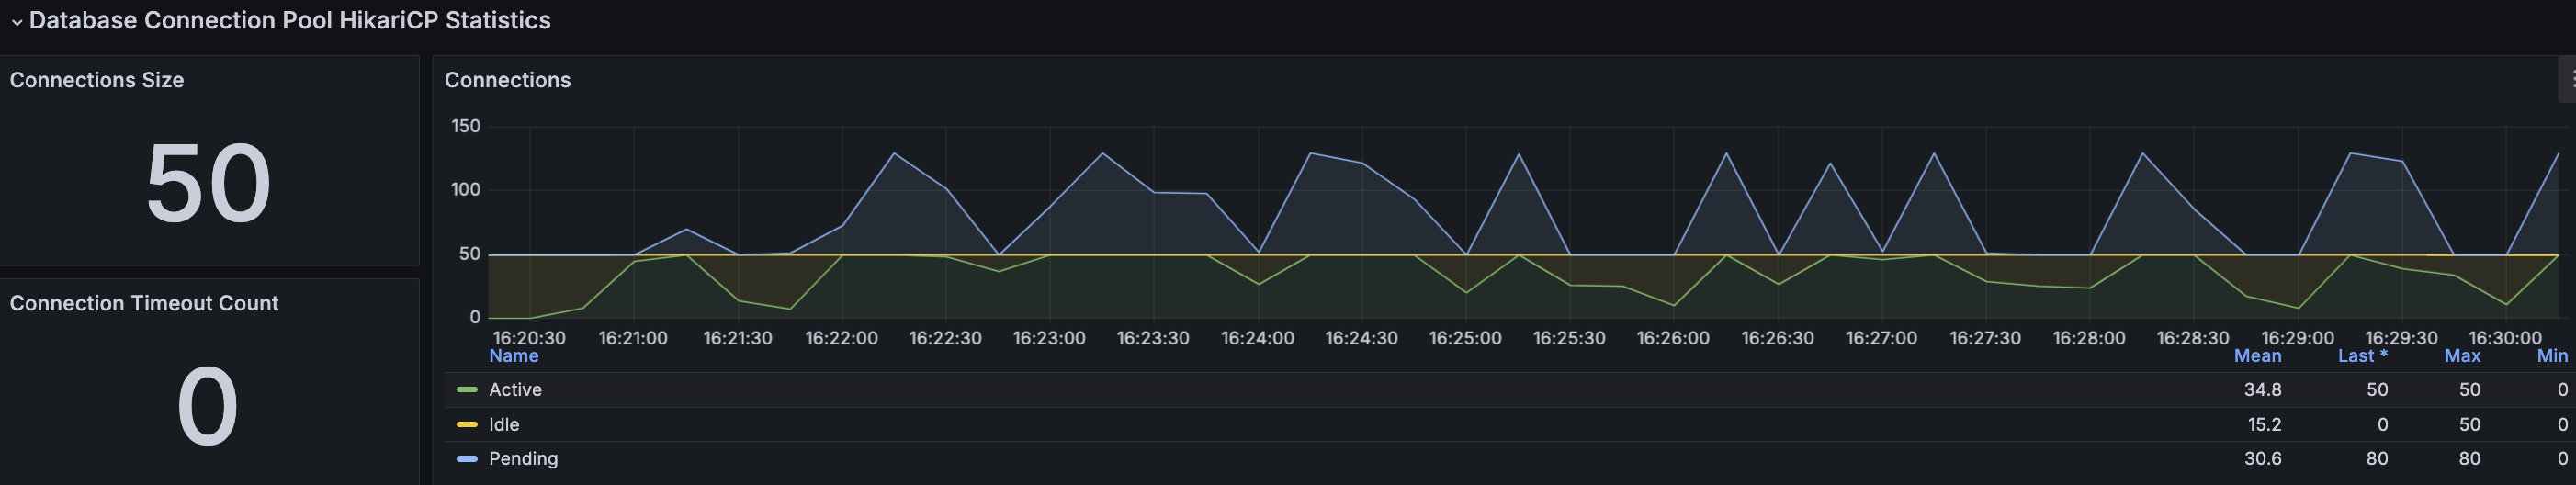 Database Connection Pool HikariCP Statistics
Connections Size
50
Connection Timeout Count
0
Connections
150
100
50
0
16:20:30 16:21:00 16:21:30 16:22:00 16:22:30 16:23:00 16:23:30 16:24:00 16:24:30 16:25:00 16:25:30 16:26:00 16:26:30 16:27:00 16:27:30 16:28:00 16:28:30 16:29:00 16:29:30 16:30:00
Name Mean Last * Max Min
Active 34.8 50 50 0
Idle 15.2 0 50 0
Pending 30.6 80 80 0